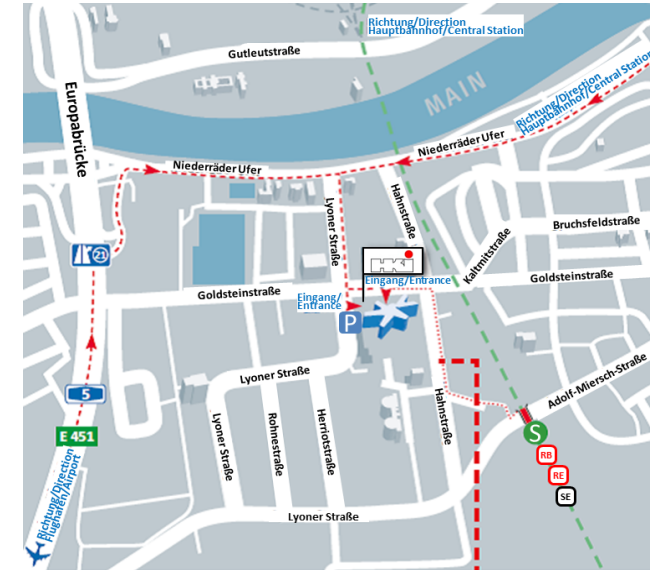 Richtung/Direction
Hauptbahnhof/Central Station
Gutleutstraße
Europabrücke
MAIN
Richtung/Direction
Hauptbahnhof/Central Station
Niederräder Ufer
Niederräder Ufer
Lyoner Straße
Hahnstraße
Bruchsfeldstraße
Kaltmitstraße
21
Eingang/Entrance
Goldsteinstraße
Goldsteinstraße
Eingang/
Entrance
P
Lyoner Straße
Adolf-Miersch-Straße
5
Lyoner Straße
Rohnestraße
Herriotstraße
Hahnstraße
S
E 451
RB
RE
SE
Richtung/Direction
Flughafen/Airport
Lyoner Straße